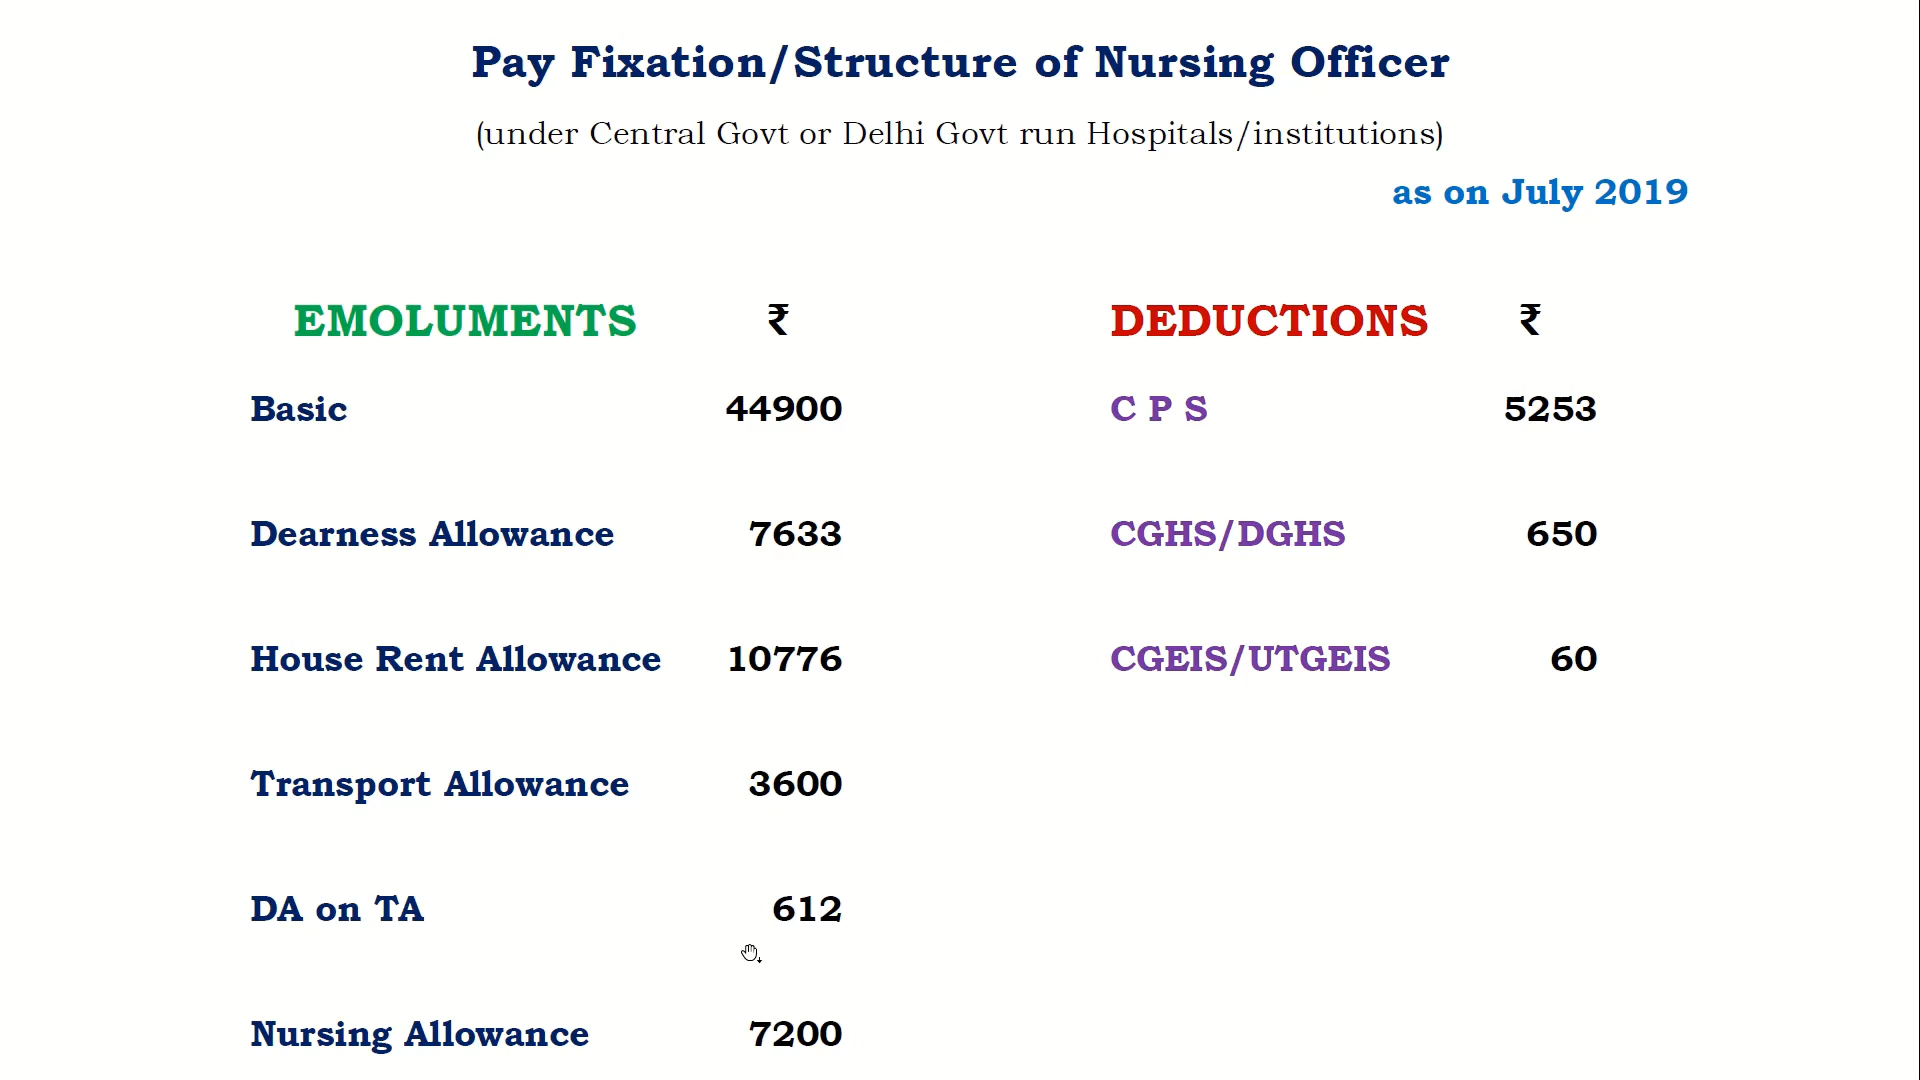 Pay Fixation/Structure of Nursing Officer
(under Central Govt or Delhi Govt run Hospitals/institutions)
as on July 2019
EMOLUMENTS ₹ DEDUCTIONS ₹
Basic 44900 C P S 5253
Dearness Allowance 7633 CGHS/DGHS 650
House Rent Allowance 10776 CGEIS/UTGEIS 60
Transport Allowance 3600
DA on TA 612
Nursing Allowance 7200